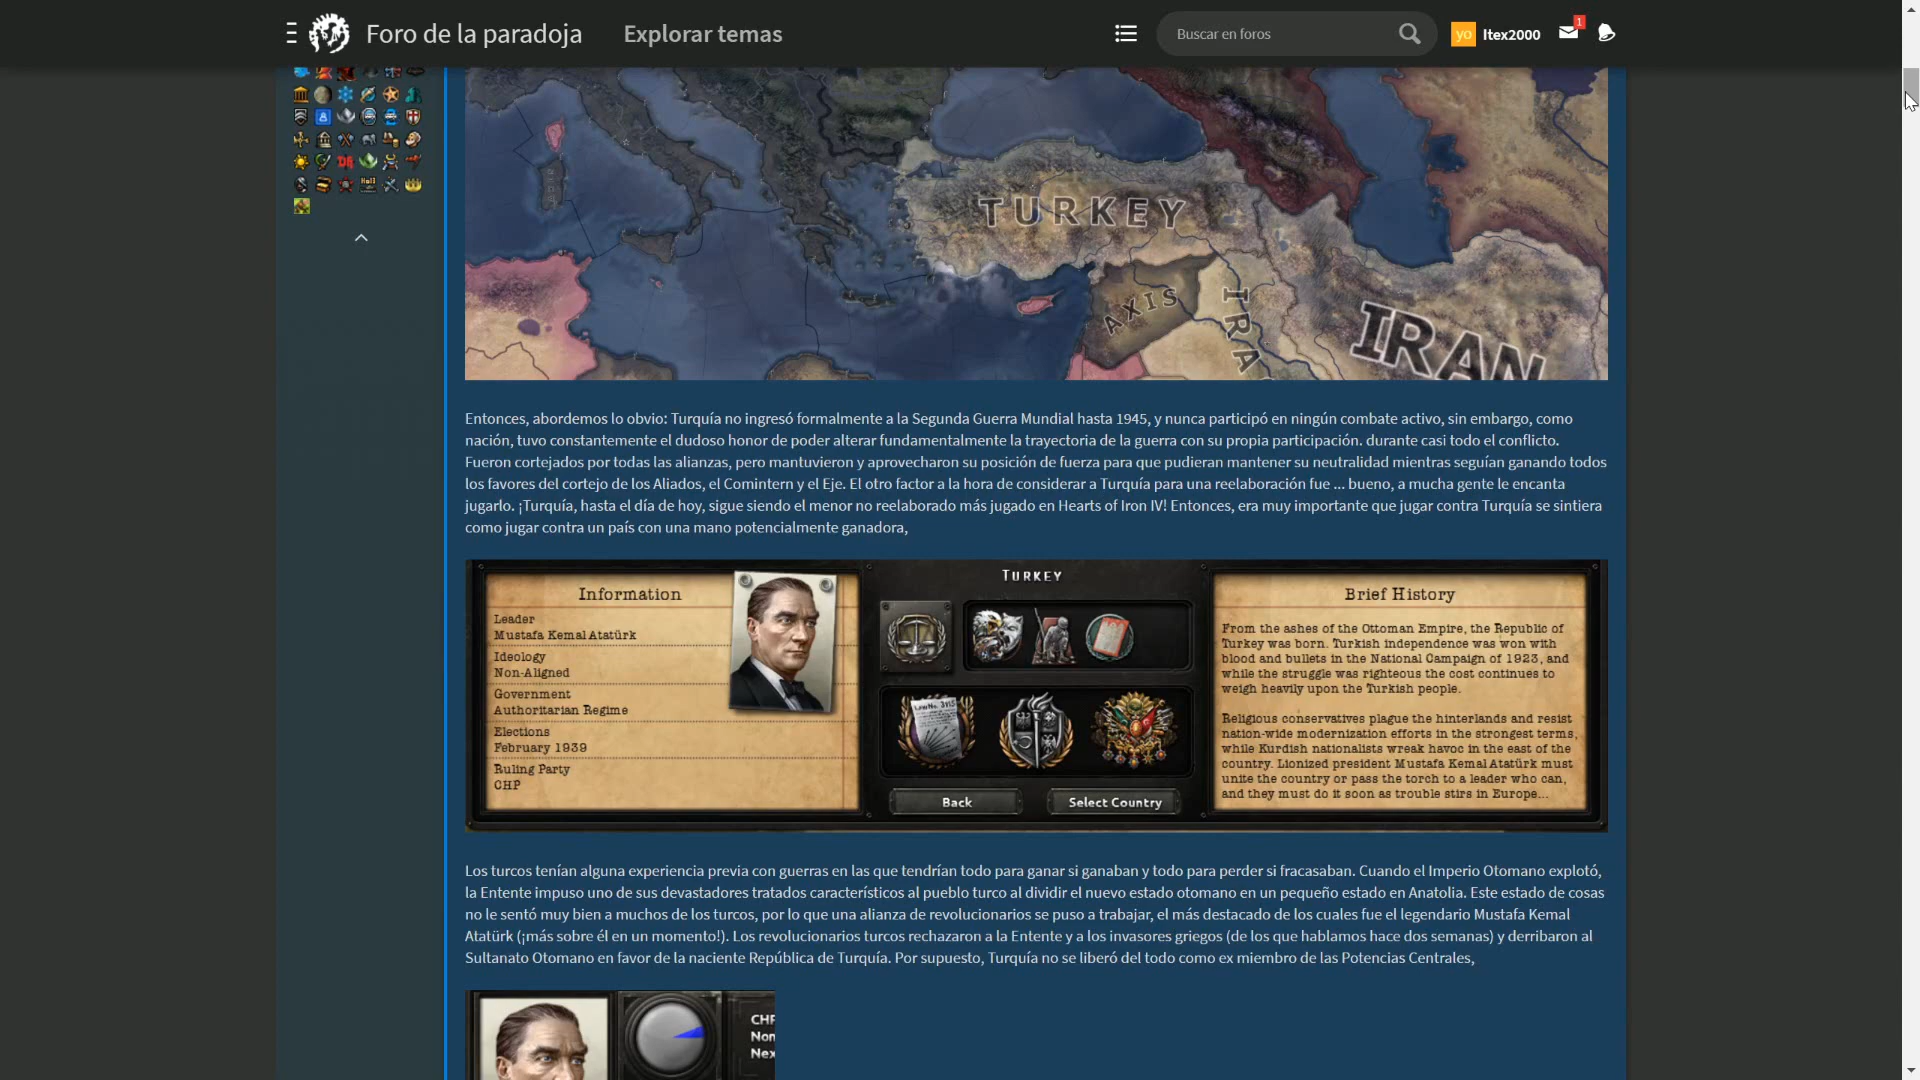 Foro de la paradoja
Explorar temas
Buscar en foros
yo
Itex2000
1
TURKEY
AXIS
IRA
IRAN
Entonces, abordemos lo obvio: Turquía no ingresó formalmente a la Segunda Guerra Mundial hasta 1945, y nunca participó en ningún combate activo, sin embargo, como
nación, tuvo constantemente el dudoso honor de poder alterar fundamentalmente la trayectoria de la guerra con su propia participación. durante casi todo el conflicto.
Fueron cortejados por todas las alianzas, pero mantuvieron y aprovecharon su posición de fuerza para que pudieran mantener su neutralidad mientras seguían ganando todos
los favores del cortejo de los Aliados, el Comintern y el Eje. El otro factor a la hora de considerar a Turquía para una reelaboración fue ... bueno, a mucha gente le encanta
jugarlo. ¡Turquía, hasta el día de hoy, sigue siendo el menor no reelaborado más jugado en Hearts of Iron IV! Entonces, era muy importante que jugar contra Turquía se sintiera
como jugar contra un país con una mano potencialmente ganadora,
Information
Leader
Mustafa Kemal Atatürk
Ideology
Non-Aligned
Government
Authoritarian Regime
Elections
February 1939
Ruling Party
CHP
TURKEY
Law No. 3115
Back
Select Country
Brief History
From the ashes of the Ottoman Empire, the Republic of
Turkey was born. Turkish independence was won with
blood and bullets in the National Campaign of 1923, and
while the struggle was righteous the cost continues to
weigh heavily upon the Turkish people.
Religious conservatives plague the hinterlands and resist
nation-wide modernization efforts in the strongest terms,
while Kurdish nationalists wreak havoc in the east of the
country. Lionized president Mustafa Kemal Atatürk must
unite the country or pass the torch to a leader who can,
and they must do it soon as trouble stirs in Europe...
Los turcos tenían alguna experiencia previa con guerras en las que tendrían todo para ganar si ganaban y todo para perder si fracasaban. Cuando el Imperio Otomano explotó,
la Entente impuso uno de sus devastadores tratados característicos al pueblo turco al dividir el nuevo estado otomano en un pequeño estado en Anatolia. Este estado de cosas
no le sentó muy bien a muchos de los turcos, por lo que una alianza de revolucionarios se puso a trabajar, el más destacado de los cuales fue el legendario Mustafa Kemal
Atatürk (¡más sobre él en un momento!). Los revolucionarios turcos rechazaron a la Entente y a los invasores griegos (de los que hablamos hace dos semanas) y derribaron al
Sultanato Otomano en favor de la naciente República de Turquía. Por supuesto, Turquía no se liberó del todo como ex miembro de las Potencias Centrales,
CHP
Non
Nex